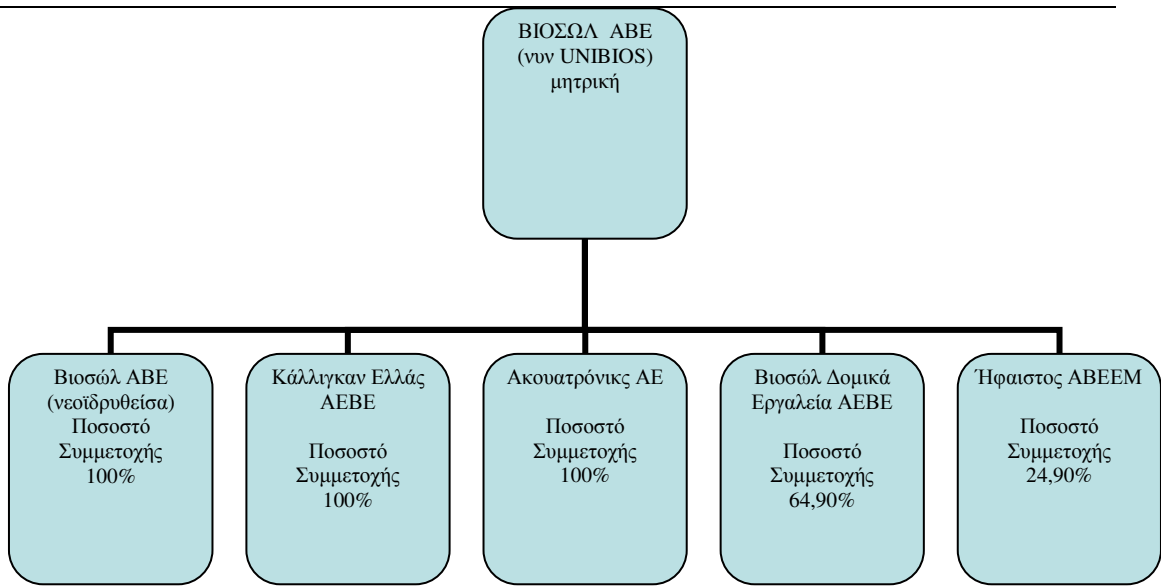 ΒΙΟΣΩΛ ΑΒΕ
(νυν UNIBIOS)
μητρική
Βιοσώλ ΑΒΕ
(νεοϊδρυθείσα)
Ποσοστό
Συμμετοχής
100%
Κάλλιγκαν Ελλάς
ΑΕΒΕ
Ποσοστό
Συμμετοχής
100%
Ακουατρόνικς ΑΕ
Ποσοστό
Συμμετοχής
100%
Βιοσώλ Δομικά
Εργαλεία ΑΕΒΕ
Ποσοστό
Συμμετοχής
64,90%
Ήφαιστος ΑΒΕΕΜ
Ποσοστό
Συμμετοχής
24,90%